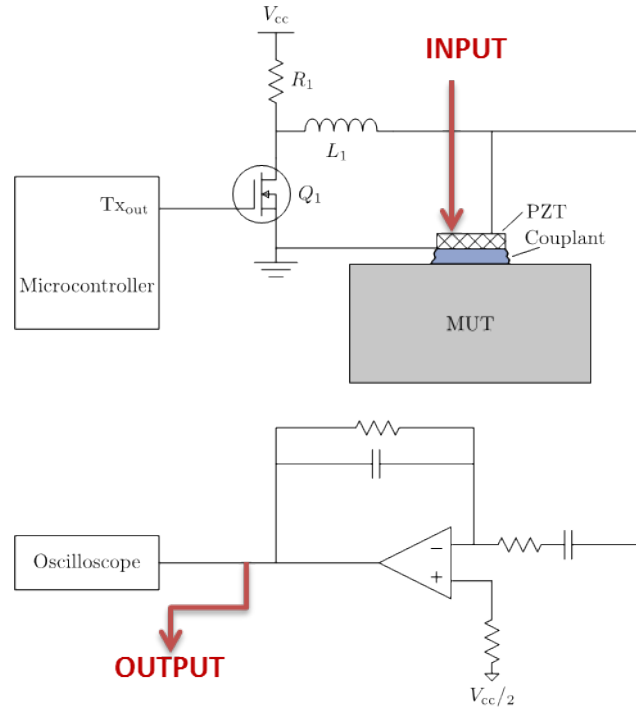 Vcc
INPUT
R1
L1
Txout
Q1
PZT
Couplant
Microcontroller
MUT
Oscilloscope
−
+
OUTPUT
Vcc/2